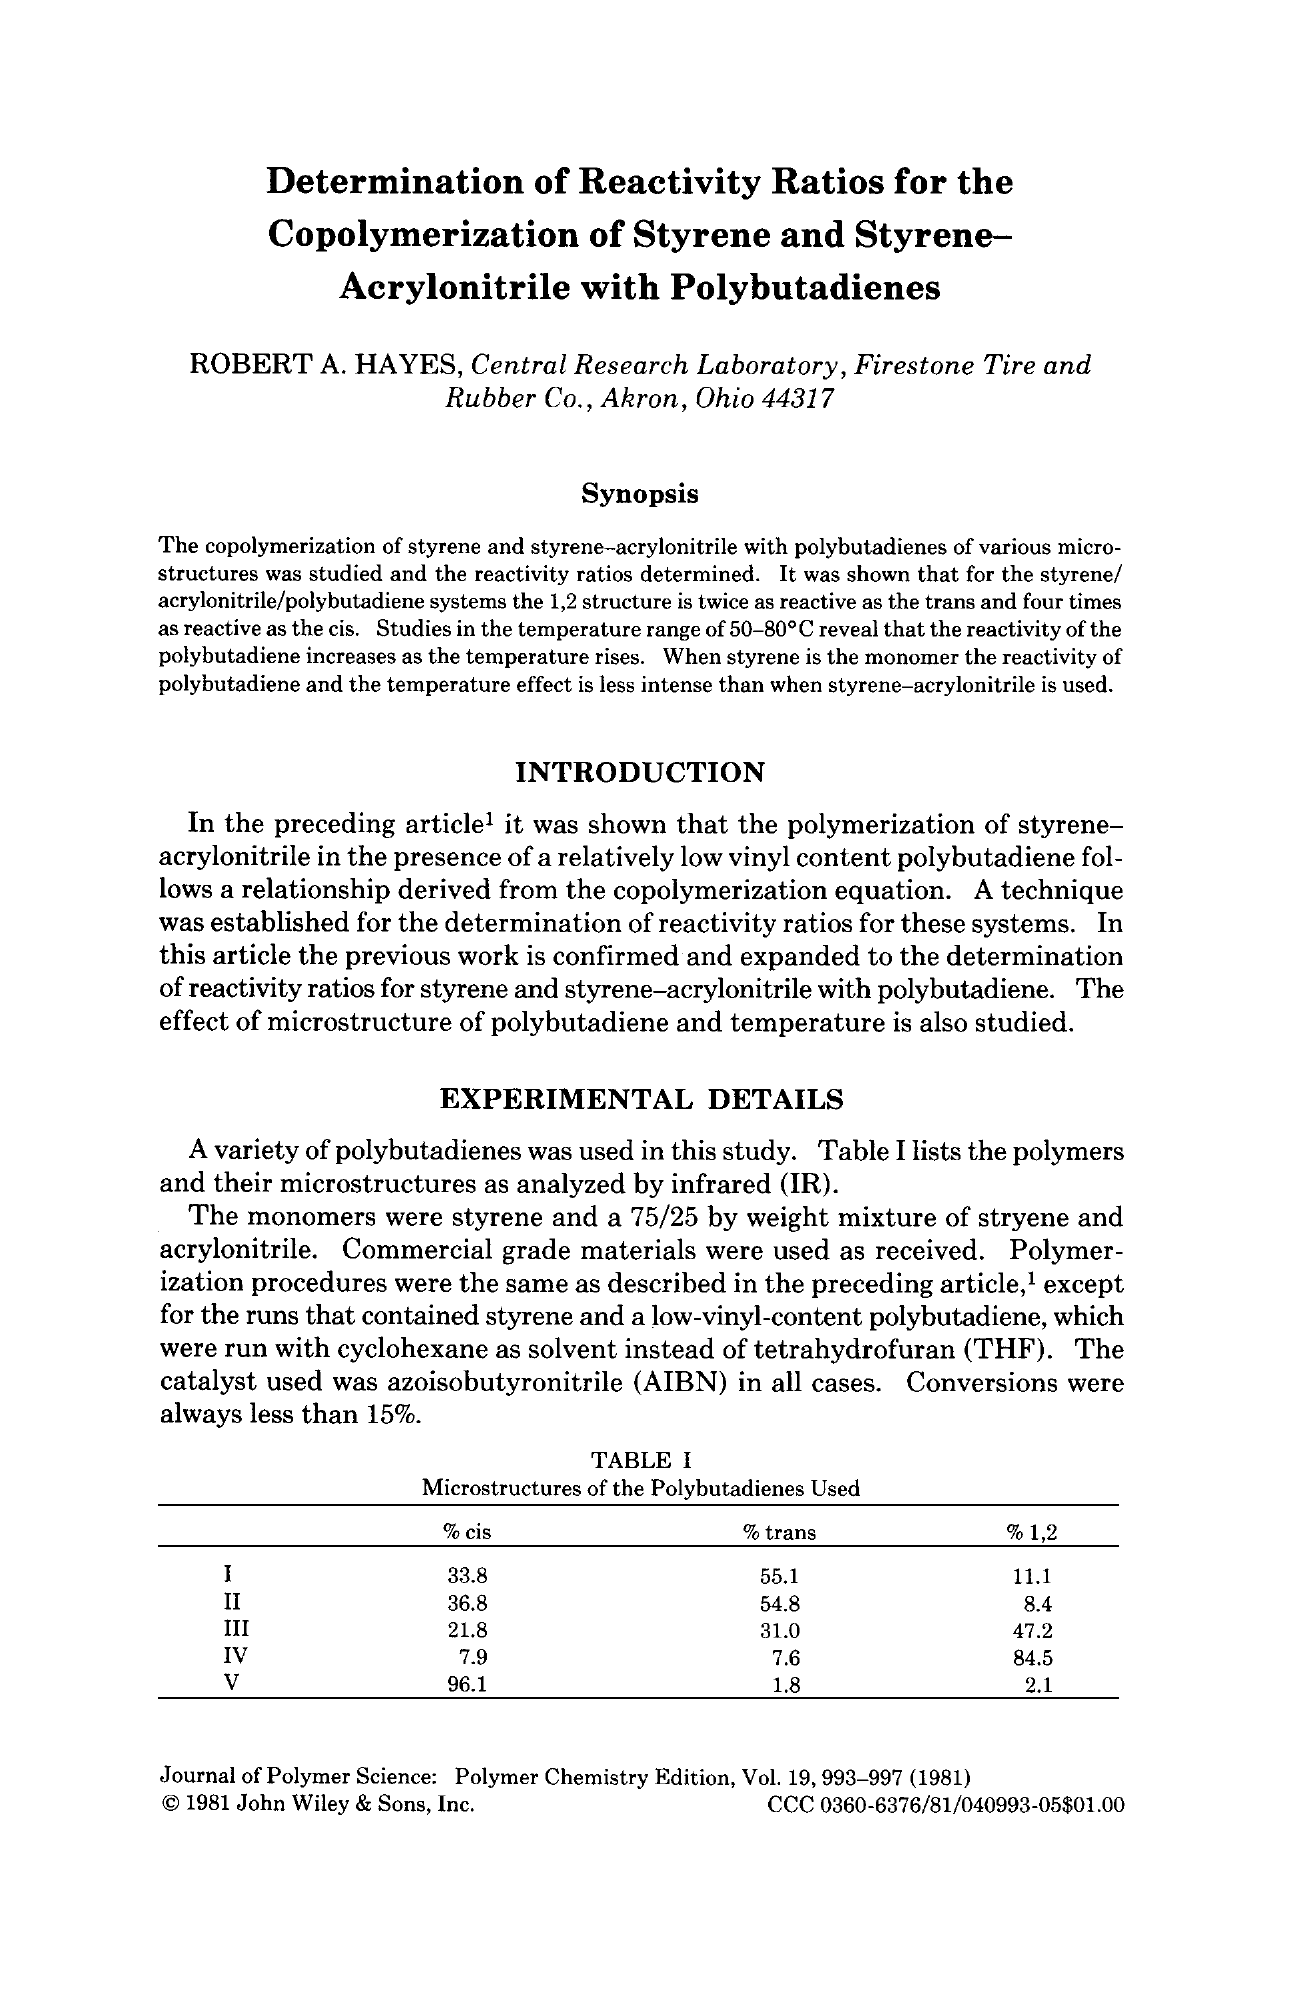 Determination of Reactivity Ratios for the
Copolymerization of Styrene and Styrene–
Acrylonitrile with Polybutadienes
ROBERT A. HAYES, Central Research Laboratory, Firestone Tire and
Rubber Co., Akron, Ohio 44317
Synopsis
The copolymerization of styrene and styrene–acrylonitrile with polybutadienes of various micro-
structures was studied and the reactivity ratios determined. It was shown that for the styrene/
acrylonitrile/polybutadiene systems the 1,2 structure is twice as reactive as the trans and four times
as reactive as the cis. Studies in the temperature range of 50–80°C reveal that the reactivity of the
polybutadiene increases as the temperature rises. When styrene is the monomer the reactivity of
polybutadiene and the temperature effect is less intense than when styrene–acrylonitrile is used.
INTRODUCTION
In the preceding article¹ it was shown that the polymerization of styrene–
acrylonitrile in the presence of a relatively low vinyl content polybutadiene fol-
lows a relationship derived from the copolymerization equation. A technique
was established for the determination of reactivity ratios for these systems. In
this article the previous work is confirmed and expanded to the determination
of reactivity ratios for styrene and styrene–acrylonitrile with polybutadiene. The
effect of microstructure of polybutadiene and temperature is also studied.
EXPERIMENTAL DETAILS
A variety of polybutadienes was used in this study. Table I lists the polymers
and their microstructures as analyzed by infrared (IR).
The monomers were styrene and a 75/25 by weight mixture of stryene and
acrylonitrile. Commercial grade materials were used as received. Polymer-
ization procedures were the same as described in the preceding article,¹ except
for the runs that contained styrene and a low-vinyl-content polybutadiene, which
were run with cyclohexane as solvent instead of tetrahydrofuran (THF). The
catalyst used was azoisobutyronitrile (AIBN) in all cases. Conversions were
always less than 15%.
TABLE I
Microstructures of the Polybutadienes Used
% cis % trans % 1,2
I 33.8 55.1 11.1
II 36.8 54.8 8.4
III 21.8 31.0 47.2
IV 7.9 7.6 84.5
V 96.1 1.8 2.1
Journal of Polymer Science: Polymer Chemistry Edition, Vol. 19, 993–997 (1981)
© 1981 John Wiley & Sons, Inc. CCC 0360-6376/81/040993-05$01.00